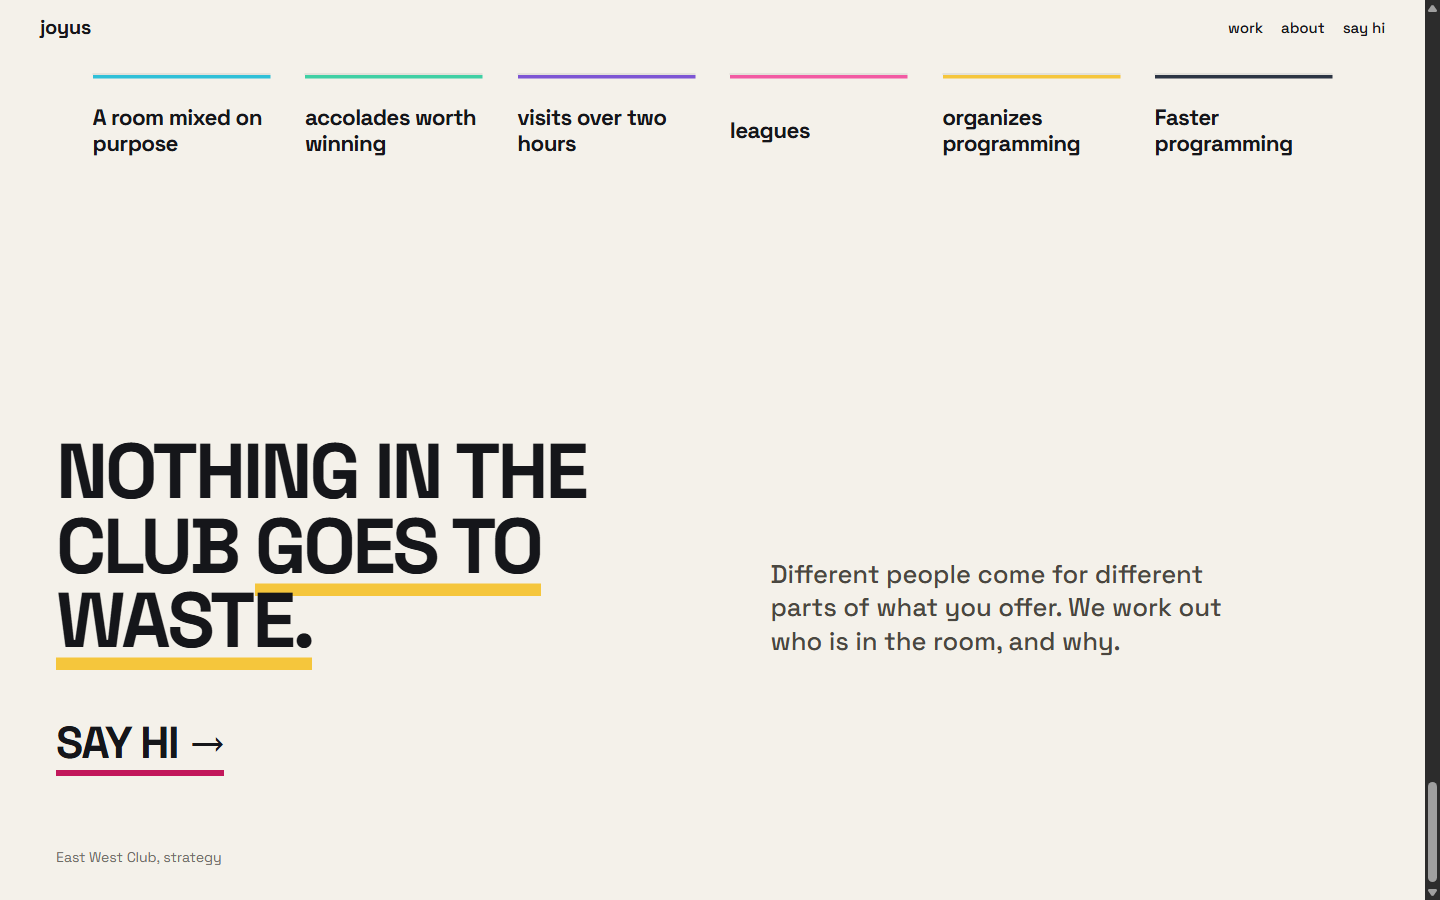 joyus
work about say hi
A room mixed on
purpose
accolades worth
winning
visits over two
hours
leagues
organizes
programming
Faster
programming
NOTHING IN THE
CLUB GOES TO
WASTE.
Different people come for different
parts of what you offer. We work out
who is in the room, and why.
SAY HI →
East West Club, strategy